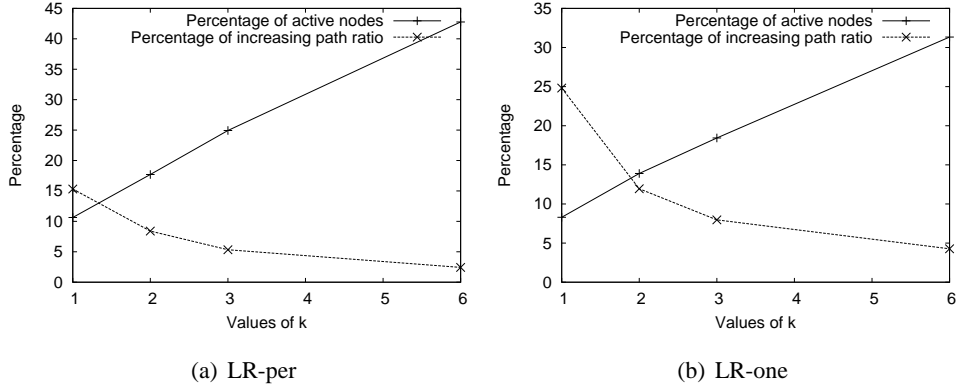 Percentage
45
40
35
30
25
20
15
10
5
0
Percentage of active nodes
Percentage of increasing path ratio
1 2 3 4 5 6
Values of k
(a) LR-per
Percentage
35
30
25
20
15
10
5
0
Percentage of active nodes
Percentage of increasing path ratio
1 2 3 4 5 6
Values of k
(b) LR-one